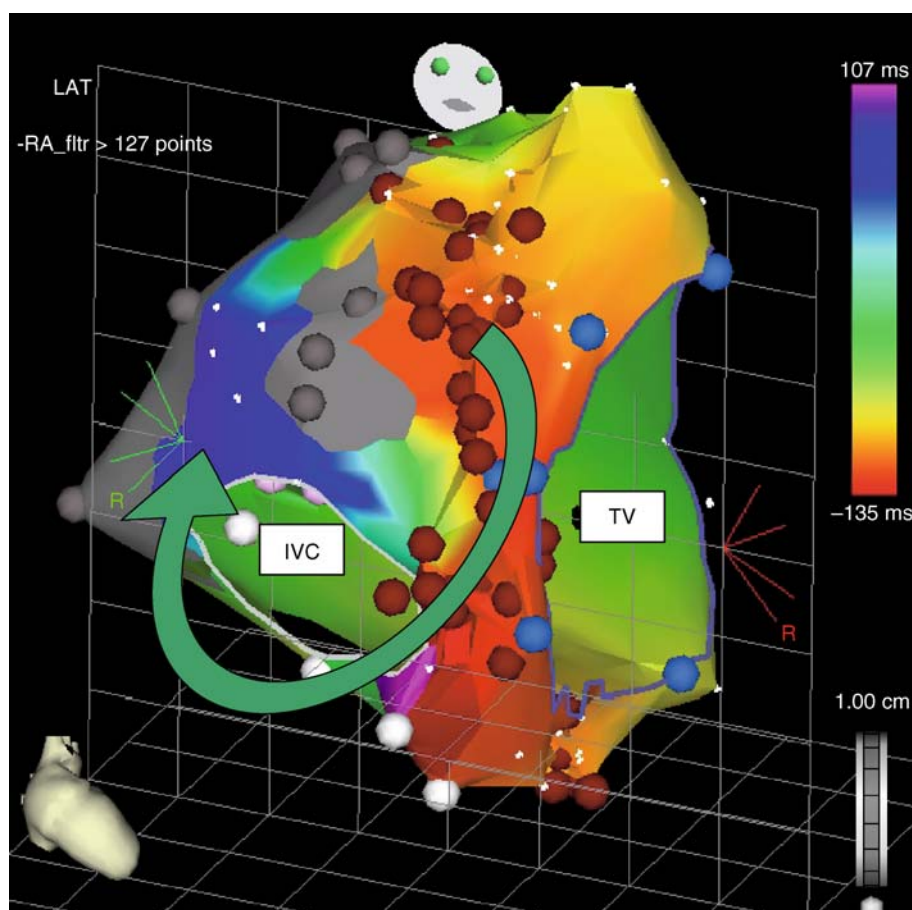 LAT
107 ms
-RA_fltr > 127 points
-135 ms
TV
IVC
R
R
1.00 cm